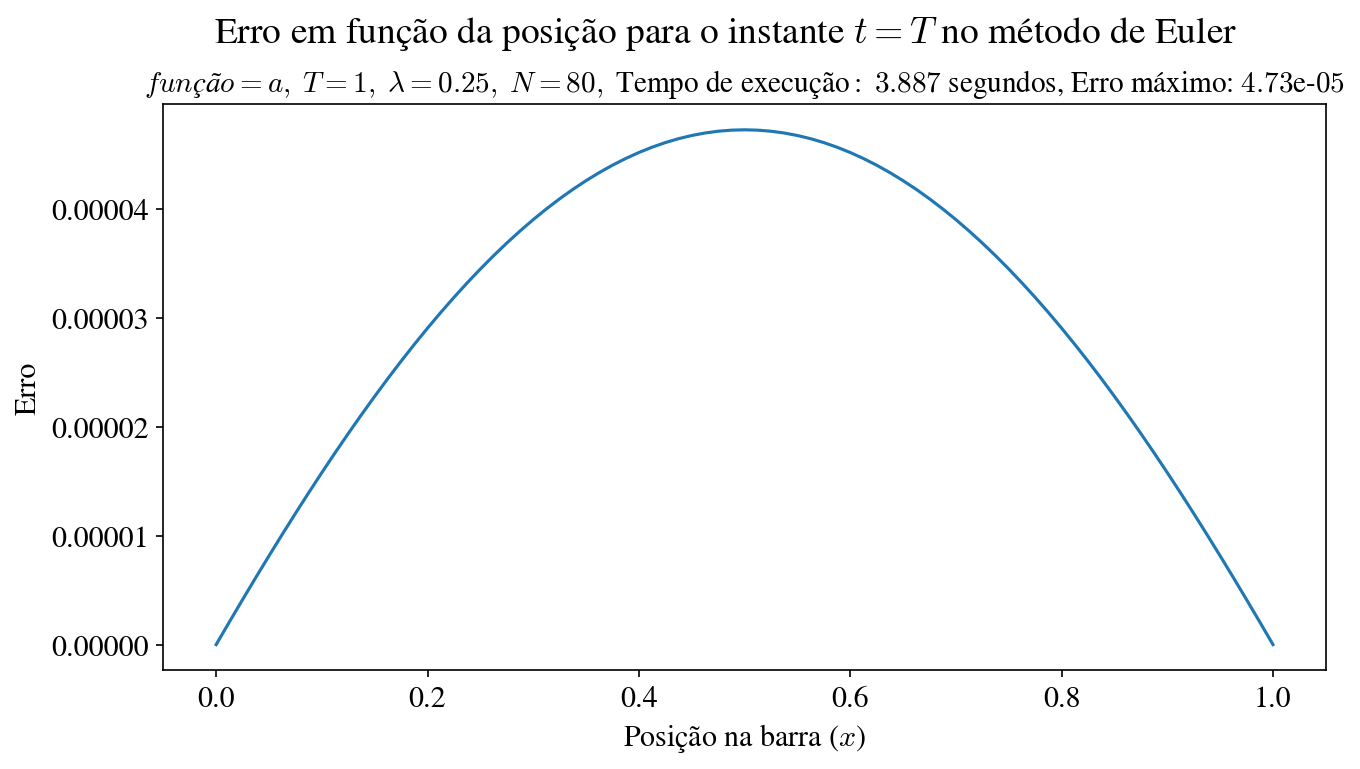 Erro em função da posição para o instante t = T no método de Euler
função = a, T = 1, λ = 0.25, N = 80, Tempo de execução : 3.887 segundos, Erro máximo: 4.73e-05
0.00004
0.00003
0.00002
0.00001
0.00000
Erro
0.0 0.2 0.4 0.6 0.8 1.0
Posição na barra (x)